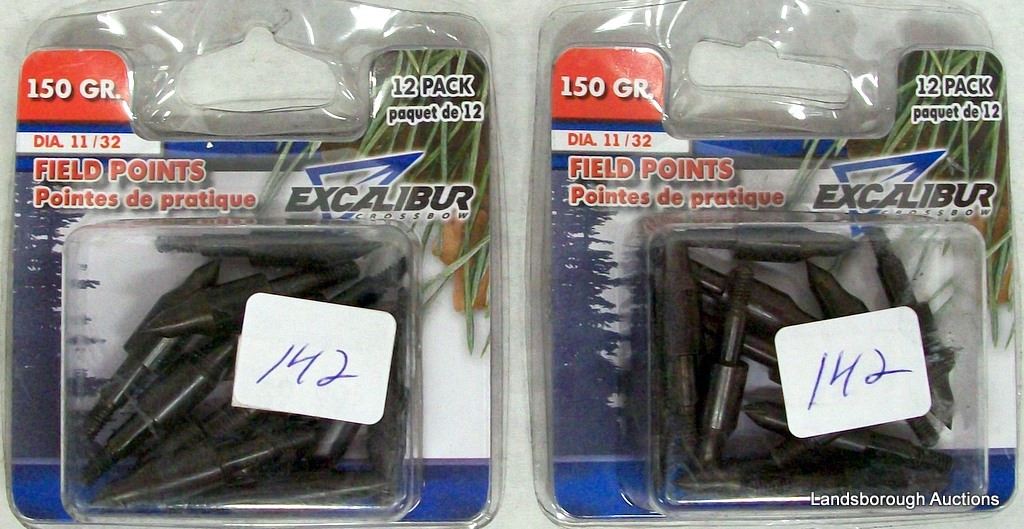 150 GR.
12 PACK
paquet de 12
DIA. 11/32
FIELD POINTS
Pointes de pratique
EXCALIBUR
CROSSBOW
142
150 GR.
12 PACK
paquet de 12
DIA. 11/32
FIELD POINTS
Pointes de pratique
EXCALIBUR
CROSSBOW
142
Landsborough Auctions